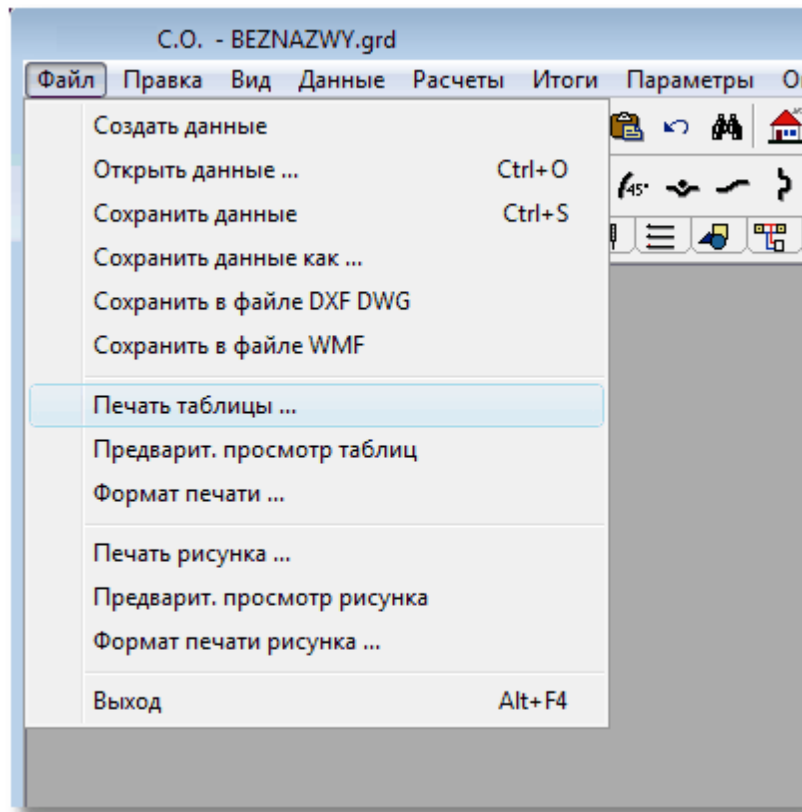 C.O. - BEZNAZWY.grd
Файл Правка Вид Данные Расчеты Итоги Параметры
Создать данные
Открыть данные ... Ctrl+O
Сохранить данные Ctrl+S
Сохранить данные как ...
Сохранить в файле DXF DWG
Сохранить в файле WMF
45°
Печать таблицы ...
Предварит. просмотр таблиц
Формат печати ...
Печать рисунка ...
Предварит. просмотр рисунка
Формат печати рисунка ...
Выход Alt+F4